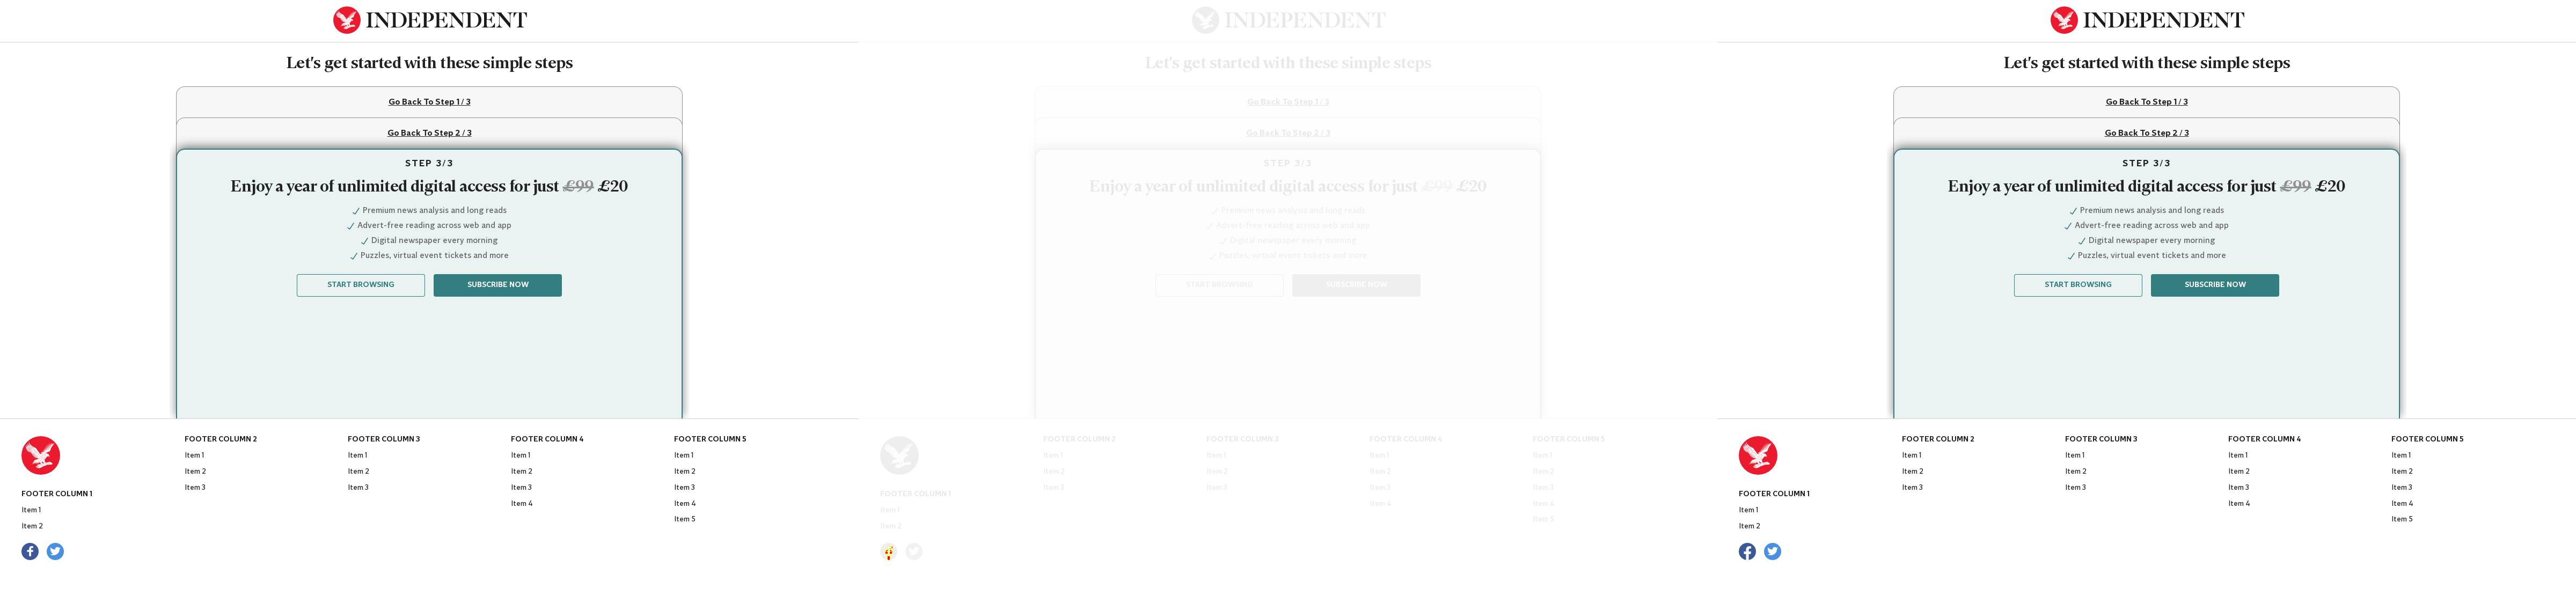 INDEPENDENT
Let's get started with these simple steps
Go Back To Step 1 / 3
Go Back To Step 2 / 3
STEP 3/3
Enjoy a year of unlimited digital access for just £99 £20
Premium news analysis and long reads
Advert-free reading across web and app
Digital newspaper every morning
Puzzles, virtual event tickets and more
START BROWSING
SUBSCRIBE NOW
FOOTER COLUMN 1
Item 1
Item 2
FOOTER COLUMN 2
Item 1
Item 2
Item 3
FOOTER COLUMN 3
Item 1
Item 2
Item 3
FOOTER COLUMN 4
Item 1
Item 2
Item 3
Item 4
FOOTER COLUMN 5
Item 1
Item 2
Item 3
Item 4
Item 5
INDEPENDENT
Let's get started with these simple steps
Go Back To Step 1 / 3
Go Back To Step 2 / 3
STEP 3/3
Enjoy a year of unlimited digital access for just £99 £20
Premium news analysis and long reads
Advert-free reading across web and app
Digital newspaper every morning
Puzzles, virtual event tickets and more
START BROWSING
SUBSCRIBE NOW
FOOTER COLUMN 1
Item 1
Item 2
FOOTER COLUMN 2
Item 1
Item 2
Item 3
FOOTER COLUMN 3
Item 1
Item 2
Item 3
FOOTER COLUMN 4
Item 1
Item 2
Item 3
Item 4
FOOTER COLUMN 5
Item 1
Item 2
Item 3
Item 4
Item 5
INDEPENDENT
Let's get started with these simple steps
Go Back To Step 1 / 3
Go Back To Step 2 / 3
STEP 3/3
Enjoy a year of unlimited digital access for just £99 £20
Premium news analysis and long reads
Advert-free reading across web and app
Digital newspaper every morning
Puzzles, virtual event tickets and more
START BROWSING
SUBSCRIBE NOW
FOOTER COLUMN 1
Item 1
Item 2
FOOTER COLUMN 2
Item 1
Item 2
Item 3
FOOTER COLUMN 3
Item 1
Item 2
Item 3
FOOTER COLUMN 4
Item 1
Item 2
Item 3
Item 4
FOOTER COLUMN 5
Item 1
Item 2
Item 3
Item 4
Item 5